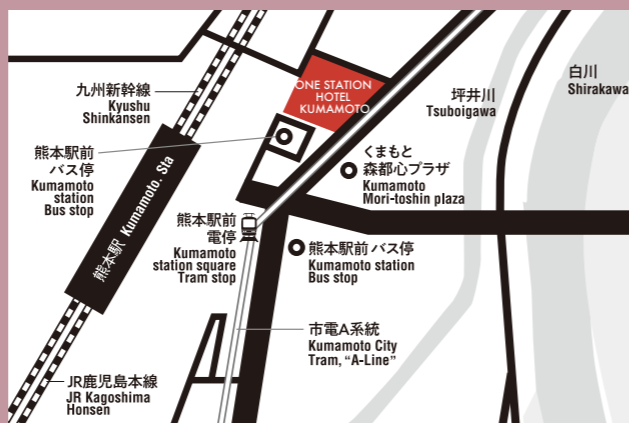 九州新幹線
Kyushu
Shinkansen
ONE STATION
HOTEL
KUMAMOTO
坪井川
Tsuboigawa
白川
Shirakawa
熊本駅前
バス停
Kumamoto
station
Bus stop
くまもと
森都心プラザ
Kumamoto
Mori-toshin plaza
熊本駅 Kumamoto. Sta
熊本駅前
電停
Kumamoto
station square
Tram stop
熊本駅前 バス停
Kumamoto station
Bus stop
市電A系統
Kumamoto City
Tram, “A-Line”
JR鹿児島本線
JR Kagoshima
Honsen